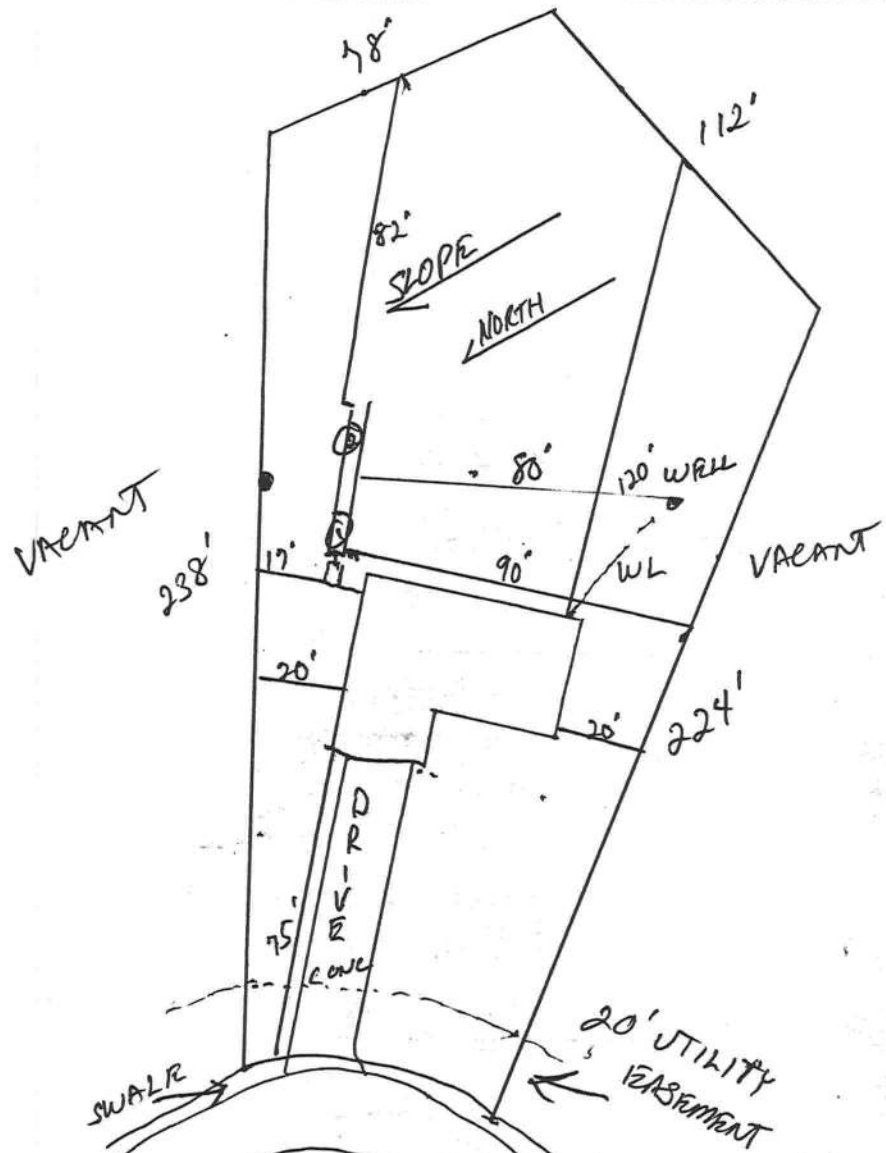 78'
112'
82'
SLOPE
NORTH
80'
120' WELL
VACANT
238'
17'
90'
WL
VACANT
20'
20'
224'
DRIVE
75'
CONC
20' UTILITY
EASEMENT
SWALE